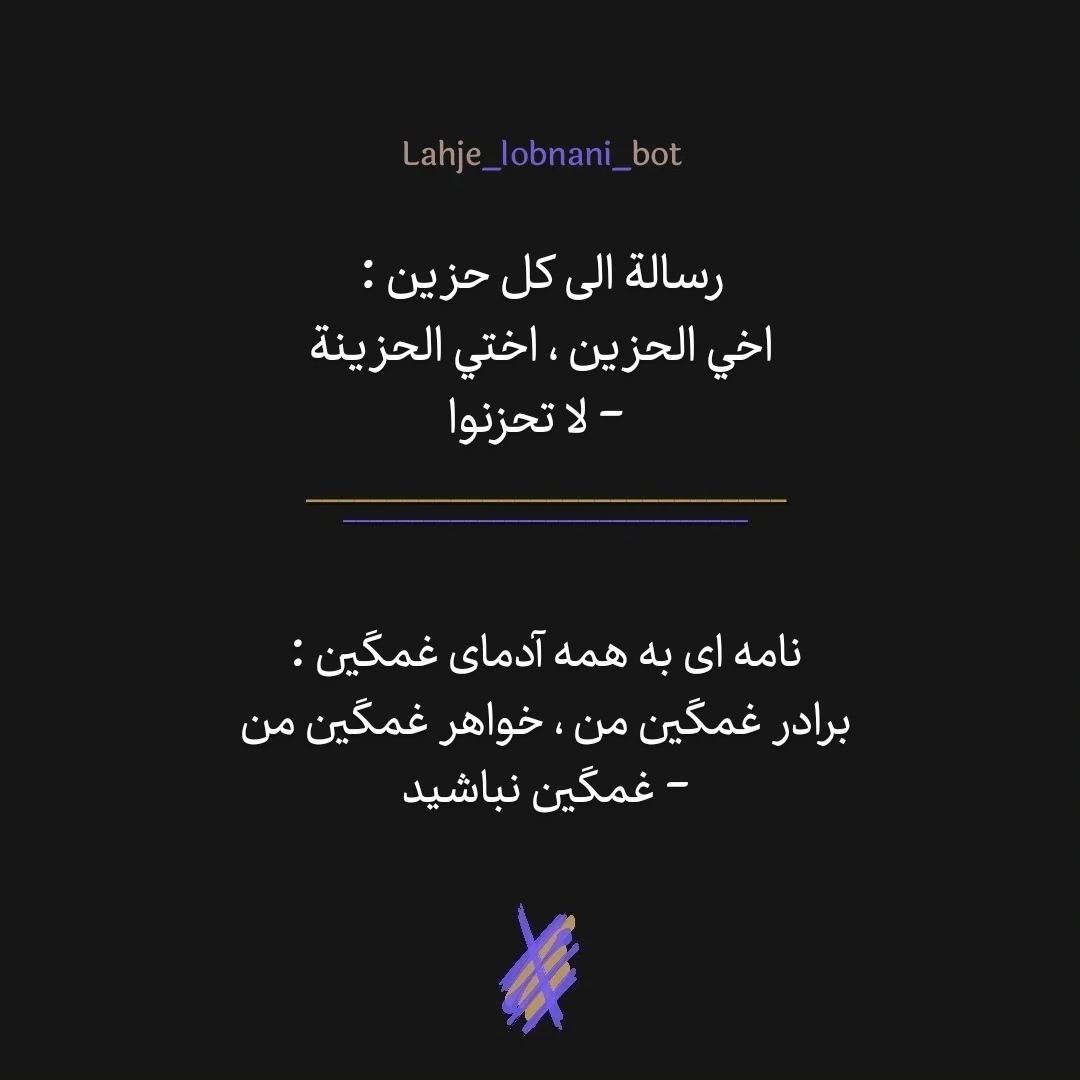 Lahje_lobnani_bot
رسالة الى كل حزين :
اخي الحزين ، اختي الحزينة
– لا تحزنوا
نامه ای به همه آدمای غمگین :
برادر غمگین من ، خواهر غمگین من
– غمگین نباشید